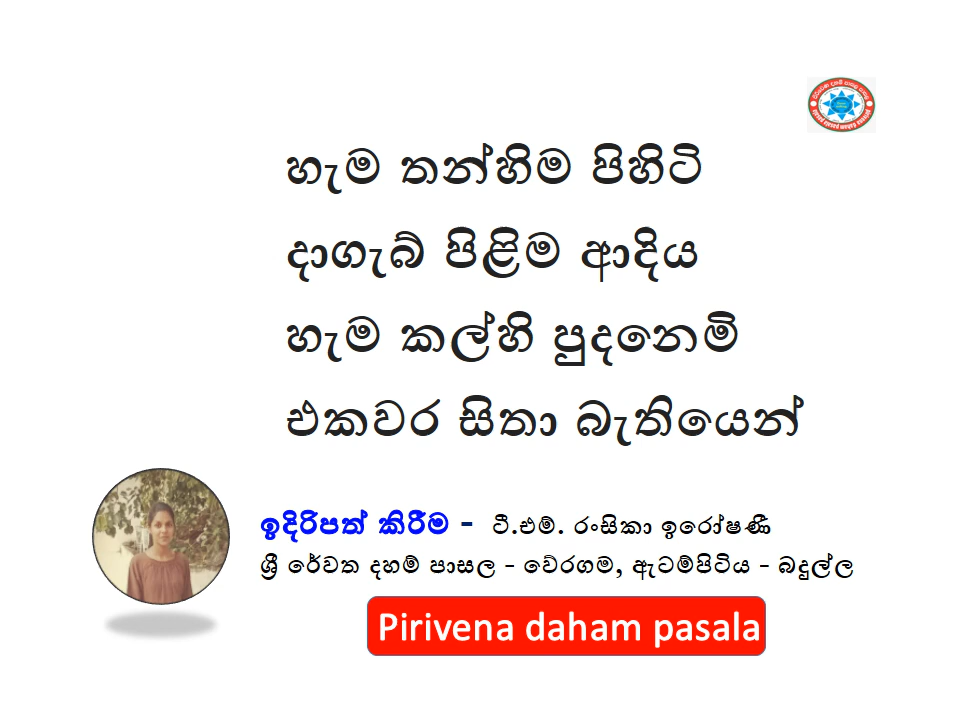 හැම තන්හිම පිහිටි
දාගැබ් පිළිම ආදිය
හැම කල්හි පුදනෙමි
එකවර සිතා බැතියෙන්
ඉදිරිපත් කිරීම - ටී.එම්. රංසිකා ඉරෝෂණී
ශ්‍රී රේවත දහම් පාසල - වේරගම, ඇටම්පිටිය - බදුල්ල
Pirivena daham pasala